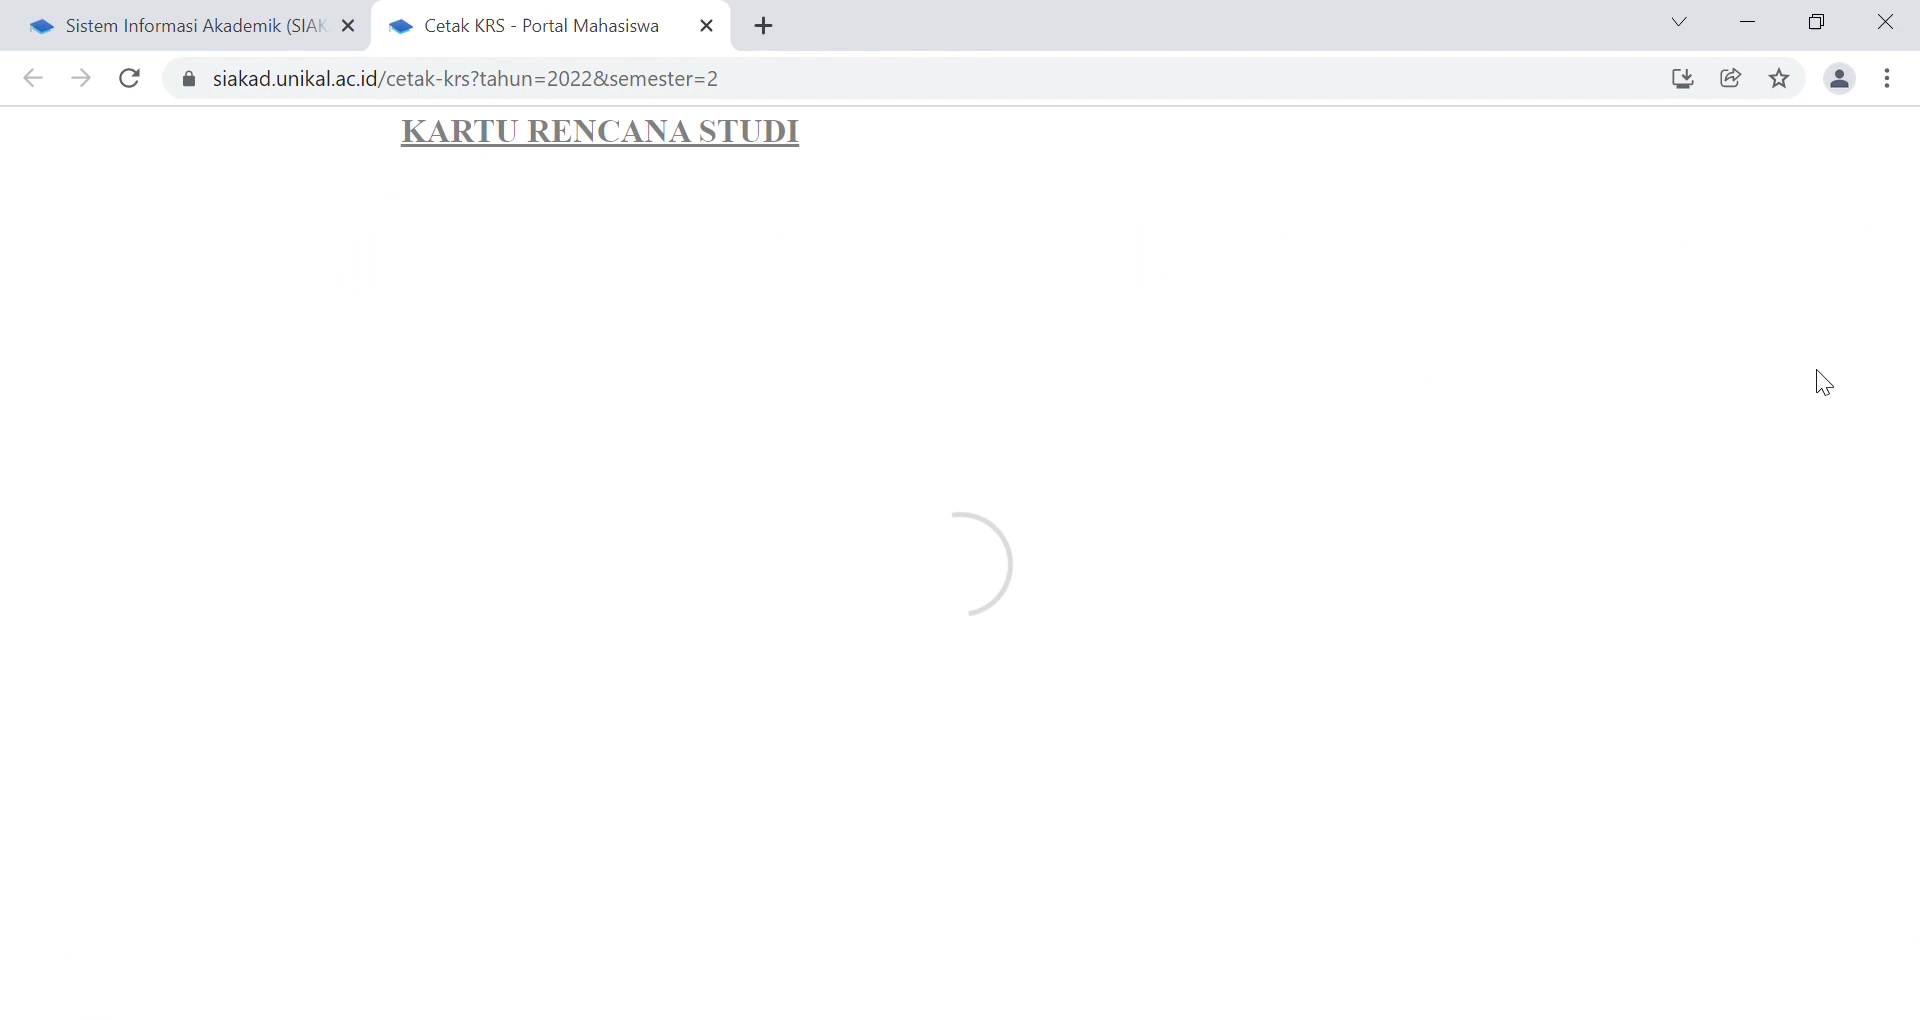 Sistem Informasi Akademik (SIAK
Cetak KRS - Portal Mahasiswa
siakad.unikal.ac.id/cetak-krs?tahun=2022&semester=2
KARTU RENCANA STUDI